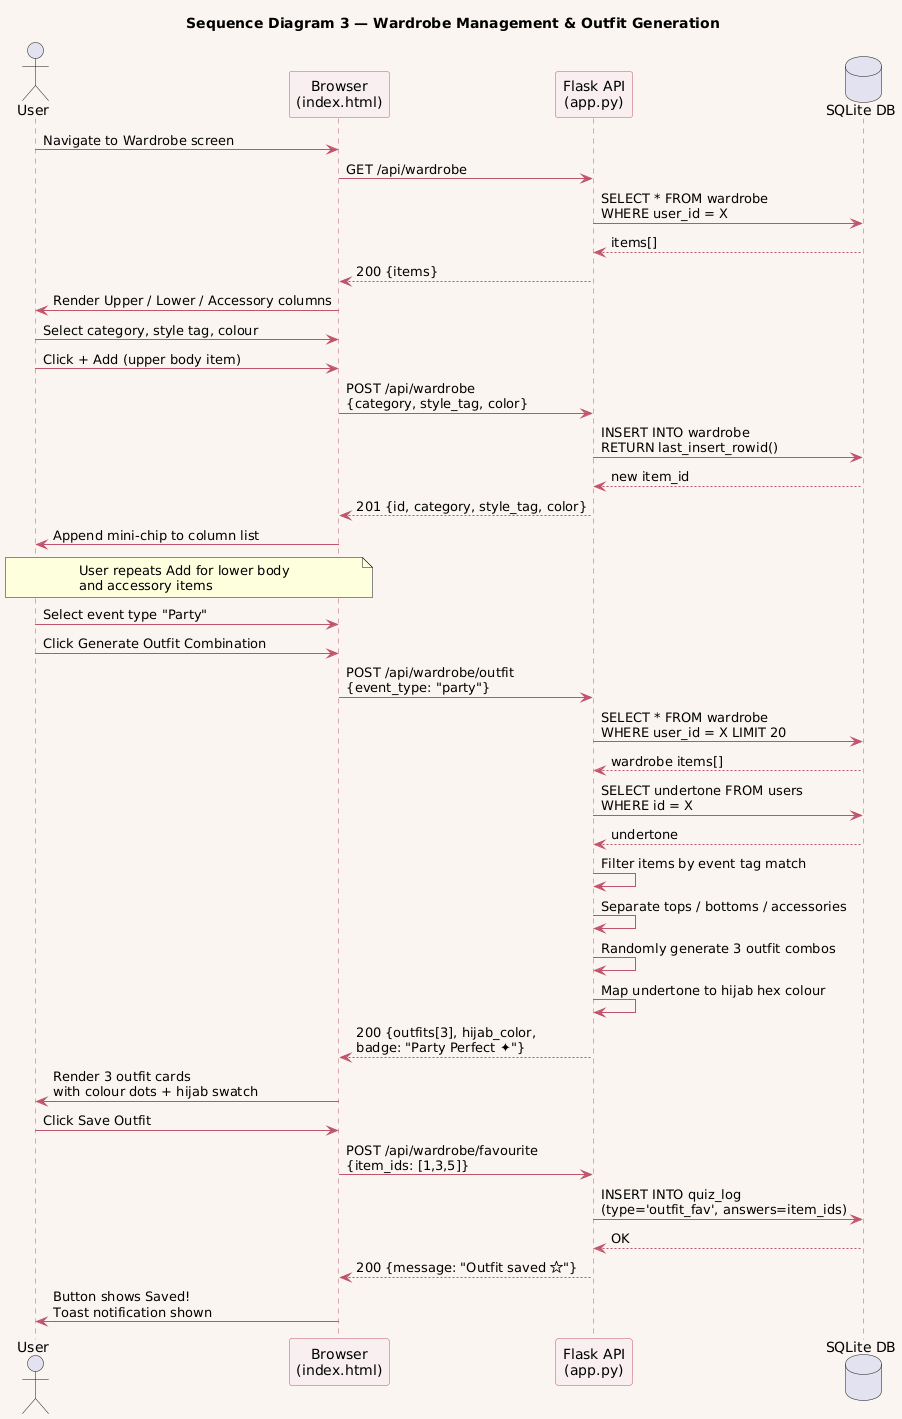 Sequence Diagram 3 — Wardrobe Management & Outfit Generation
User
Browser
(index.html)
Flask API
(app.py)
SQLite DB
Navigate to Wardrobe screen
GET /api/wardrobe
SELECT * FROM wardrobe
WHERE user_id = X
items[]
200 {items}
Render Upper / Lower / Accessory columns
Select category, style tag, colour
Click + Add (upper body item)
POST /api/wardrobe
{category, style_tag, color}
INSERT INTO wardrobe
RETURN last_insert_rowid()
new item_id
201 {id, category, style_tag, color}
Append mini-chip to column list
User repeats Add for lower body
and accessory items
Select event type "Party"
Click Generate Outfit Combination
POST /api/wardrobe/outfit
{event_type: "party"}
SELECT * FROM wardrobe
WHERE user_id = X LIMIT 20
wardrobe items[]
SELECT undertone FROM users
WHERE id = X
undertone
Filter items by event tag match
Separate tops / bottoms / accessories
Randomly generate 3 outfit combos
Map undertone to hijab hex colour
200 {outfits[3], hijab_color,
badge: "Party Perfect ✦"}
Render 3 outfit cards
with colour dots + hijab swatch
Click Save Outfit
POST /api/wardrobe/favourite
{item_ids: [1,3,5]}
INSERT INTO quiz_log
(type='outfit_fav', answers=item_ids)
OK
200 {message: "Outfit saved ☆"}
Button shows Saved!
Toast notification shown
User
Browser
(index.html)
Flask API
(app.py)
SQLite DB